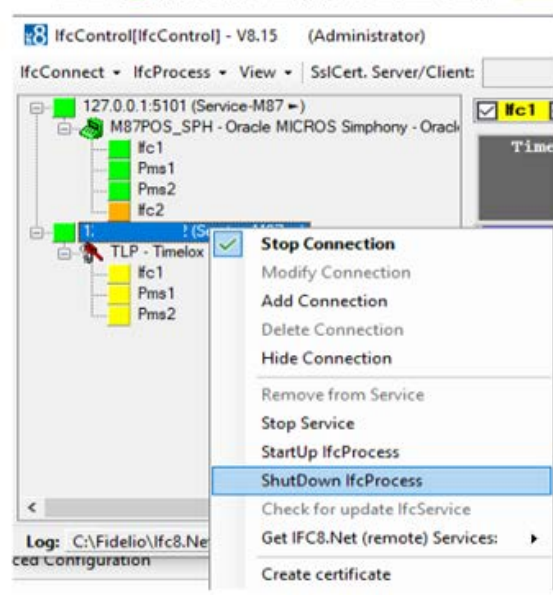 IfcControl[IfcControl] - V8.15 (Administrator)
IfcConnect IfcProcess View SslCert. Server/Client:
127.0.0.1:5101 (Service-M87
M87POS_SPH - Oracle MICROS Simphony - Oracl
Ifc1
Pms1
Pms2
Ifc2
TLP - Timelox
Ifc1
Pms1
Pms2
Ifc1
Time
Stop Connection
Modify Connection
Add Connection
Delete Connection
Hide Connection
Remove from Service
Stop Service
StartUp IfcProcess
ShutDown IfcProcess
Check for update IfcService
Get IFC8.Net (remote) Services:
Create certificate
Log: C:\Fidelio\Ifc8.Ne
ced Configuration